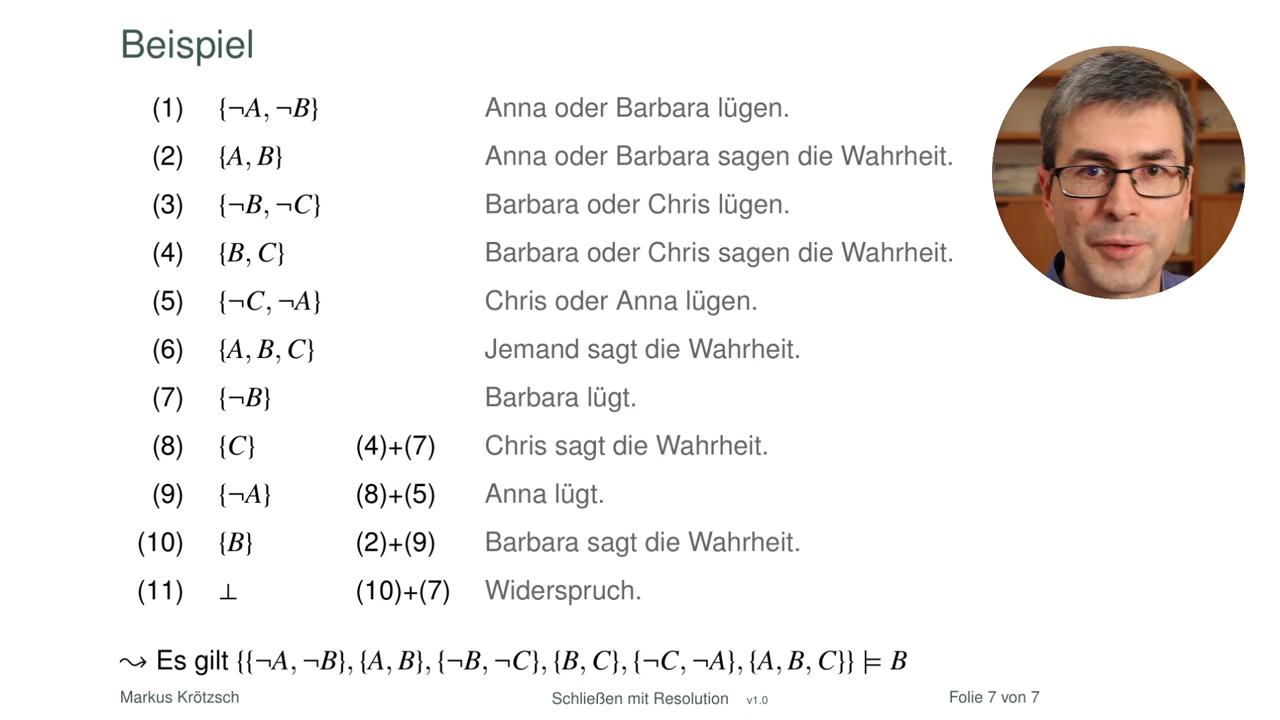 Beispiel
(1) {¬A, ¬B} Anna oder Barbara lügen.
(2) {A, B} Anna oder Barbara sagen die Wahrheit.
(3) {¬B, ¬C} Barbara oder Chris lügen.
(4) {B, C} Barbara oder Chris sagen die Wahrheit.
(5) {¬C, ¬A} Chris oder Anna lügen.
(6) {A, B, C} Jemand sagt die Wahrheit.
(7) {¬B} Barbara lügt.
(8) {C} (4)+(7) Chris sagt die Wahrheit.
(9) {¬A} (8)+(5) Anna lügt.
(10) {B} (2)+(9) Barbara sagt die Wahrheit.
(11) ⊥ (10)+(7) Widerspruch.
⤳ Es gilt {{¬A, ¬B}, {A, B}, {¬B, ¬C}, {B, C}, {¬C, ¬A}, {A, B, C}} ⊨ B
Markus Krötzsch Schließen mit Resolution v1.0 Folie 7 von 7